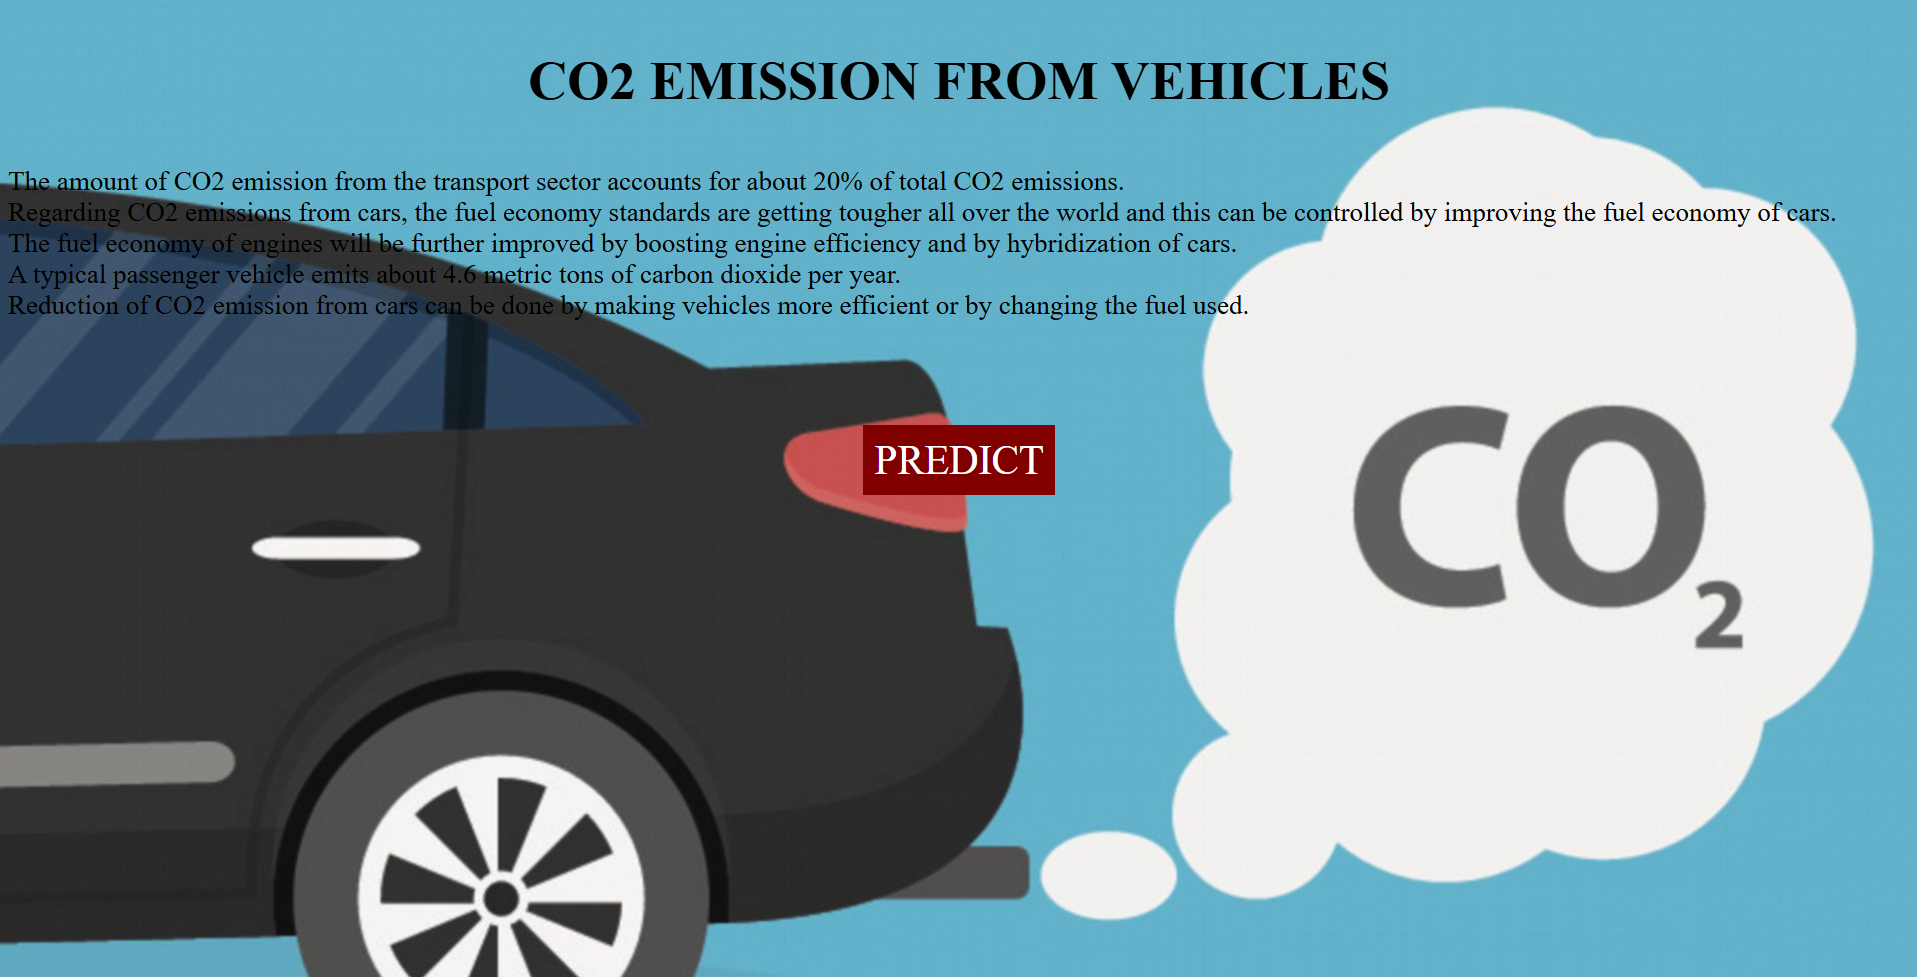 CO2 EMISSION FROM VEHICLES
The amount of CO2 emission from the transport sector accounts for about 20% of total CO2 emissions.
Regarding CO2 emissions from cars, the fuel economy standards are getting tougher all over the world and this can be controlled by improving the fuel economy of cars.
The fuel economy of engines will be further improved by boosting engine efficiency and by hybridization of cars.
A typical passenger vehicle emits about 4.6 metric tons of carbon dioxide per year.
Reduction of CO2 emission from cars can be done by making vehicles more efficient or by changing the fuel used.
PREDICT
CO₂